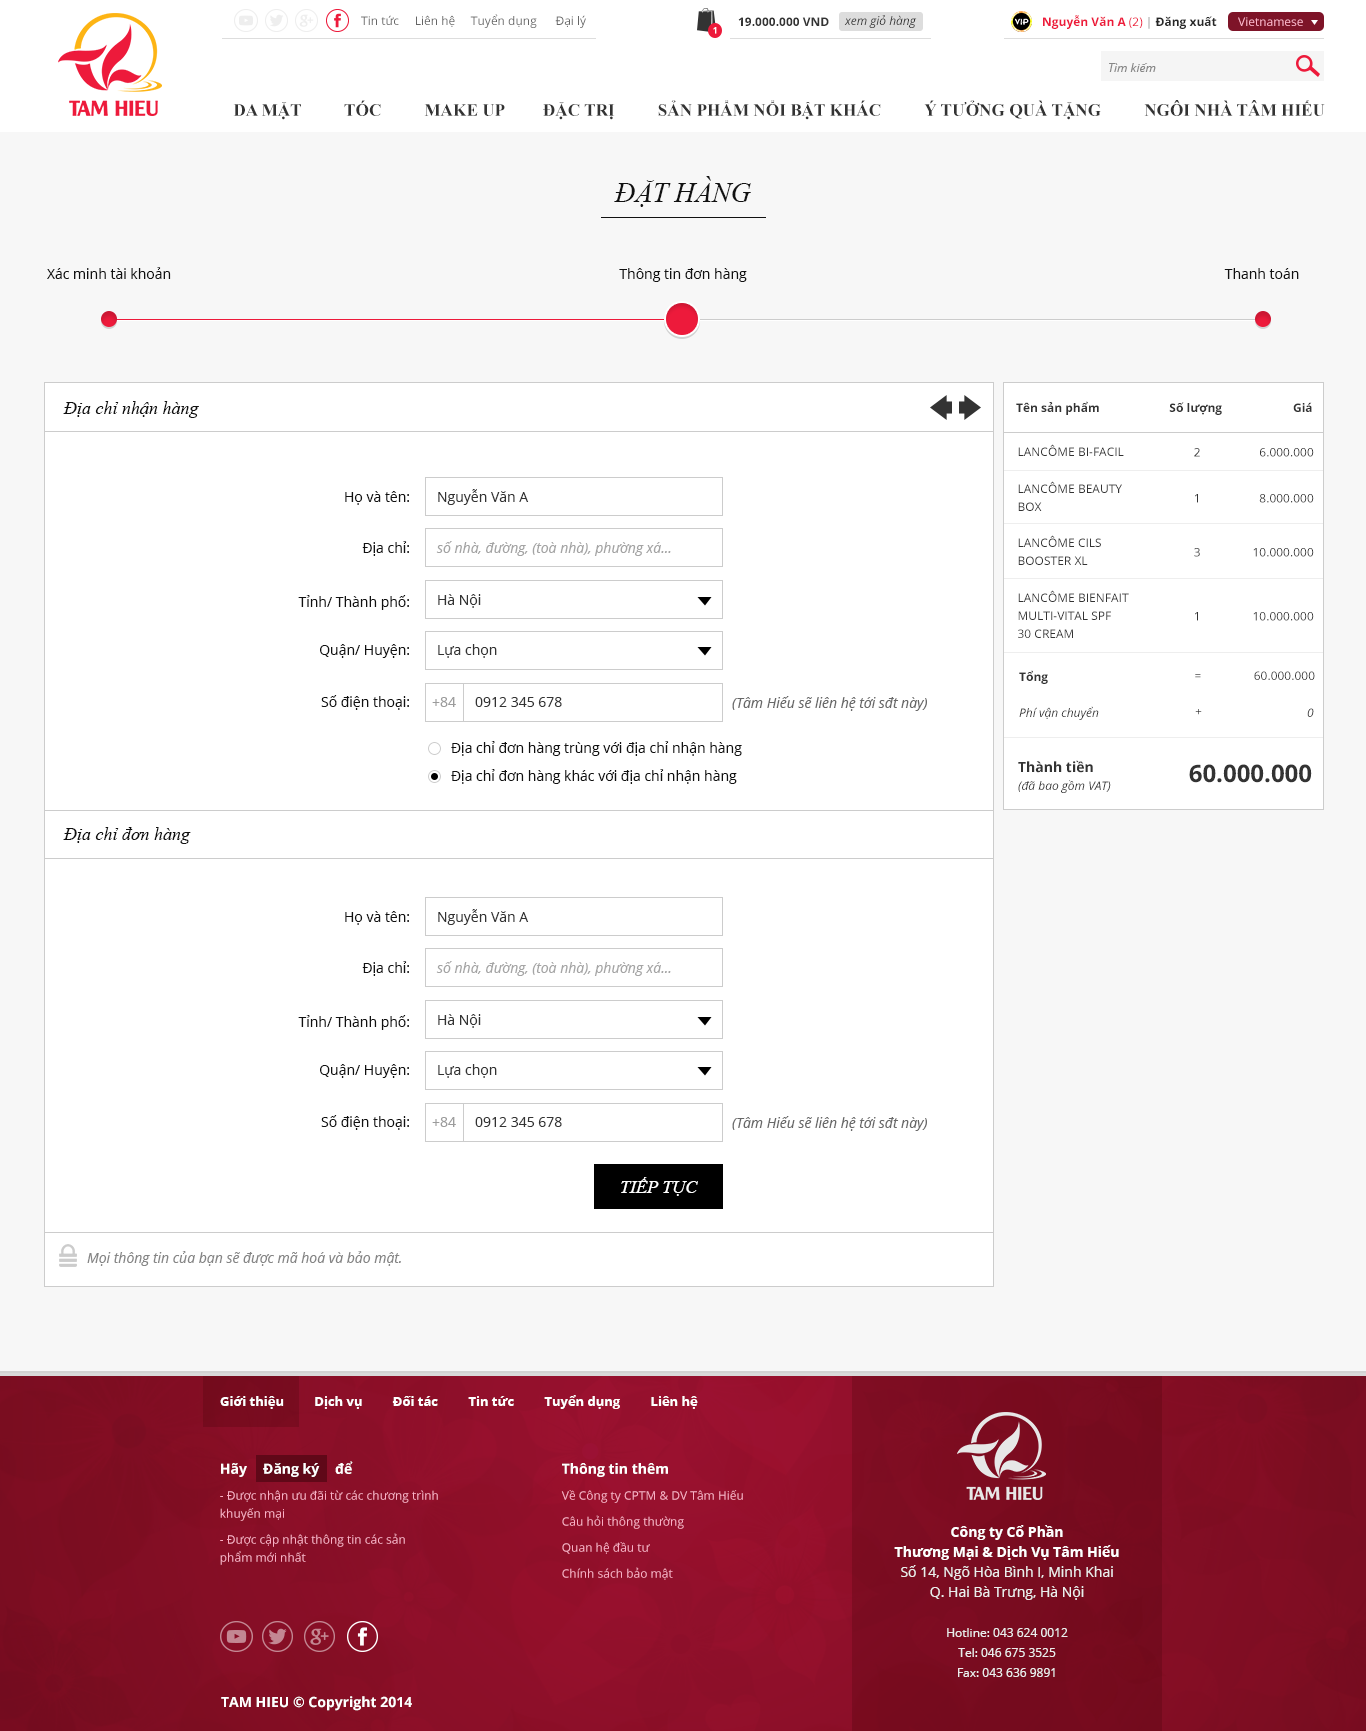 TAM HIEU
Tin tức Liên hệ Tuyển dụng Đại lý
1
19.000.000 VND xem giỏ hàng
VIP Nguyễn Văn A (2) | Đăng xuất Vietnamese
Tìm kiếm
DA MẶT TÓC MAKE UP ĐẶC TRỊ SẢN PHẨM NỔI BẬT KHÁC Ý TƯỞNG QUÀ TẶNG NGÔI NHÀ TÂM HIẾU
ĐẶT HÀNG
Xác minh tài khoản Thông tin đơn hàng Thanh toán
Địa chỉ nhận hàng
Họ và tên: Nguyễn Văn A
Địa chỉ: số nhà, đường, (toà nhà), phường xá...
Tỉnh/ Thành phố: Hà Nội
Quận/ Huyện: Lựa chọn
Số điện thoại: +84 0912 345 678 (Tâm Hiếu sẽ liên hệ tới sđt này)
Địa chỉ đơn hàng trùng với địa chỉ nhận hàng
Địa chỉ đơn hàng khác với địa chỉ nhận hàng
Địa chỉ đơn hàng
Họ và tên: Nguyễn Văn A
Địa chỉ: số nhà, đường, (toà nhà), phường xá...
Tỉnh/ Thành phố: Hà Nội
Quận/ Huyện: Lựa chọn
Số điện thoại: +84 0912 345 678 (Tâm Hiếu sẽ liên hệ tới sđt này)
TIẾP TỤC
Mọi thông tin của bạn sẽ được mã hoá và bảo mật.
Tên sản phẩm Số lượng Giá
LANCÔME BI-FACIL 2 6.000.000
LANCÔME BEAUTY
BOX 1 8.000.000
LANCÔME CILS
BOOSTER XL 3 10.000.000
LANCÔME BIENFAIT
MULTI-VITAL SPF 1 10.000.000
30 CREAM
Tổng = 60.000.000
Phí vận chuyển + 0
Thành tiền 60.000.000
(đã bao gồm VAT)
Giới thiệu Dịch vụ Đối tác Tin tức Tuyển dụng Liên hệ
Hãy Đăng ký để
- Được nhận ưu đãi từ các chương trình
khuyến mại
- Được cập nhật thông tin các sản
phẩm mới nhất
Thông tin thêm
Về Công ty CPTM & DV Tâm Hiếu
Câu hỏi thông thường
Quan hệ đầu tư
Chính sách bảo mật
TAM HIEU © Copyright 2014
TAM HIEU
Công ty Cổ Phần
Thương Mại & Dịch Vụ Tâm Hiếu
Số 14, Ngõ Hòa Bình I, Minh Khai
Q. Hai Bà Trưng, Hà Nội
Hotline: 043 624 0012
Tel: 046 675 3525
Fax: 043 636 9891